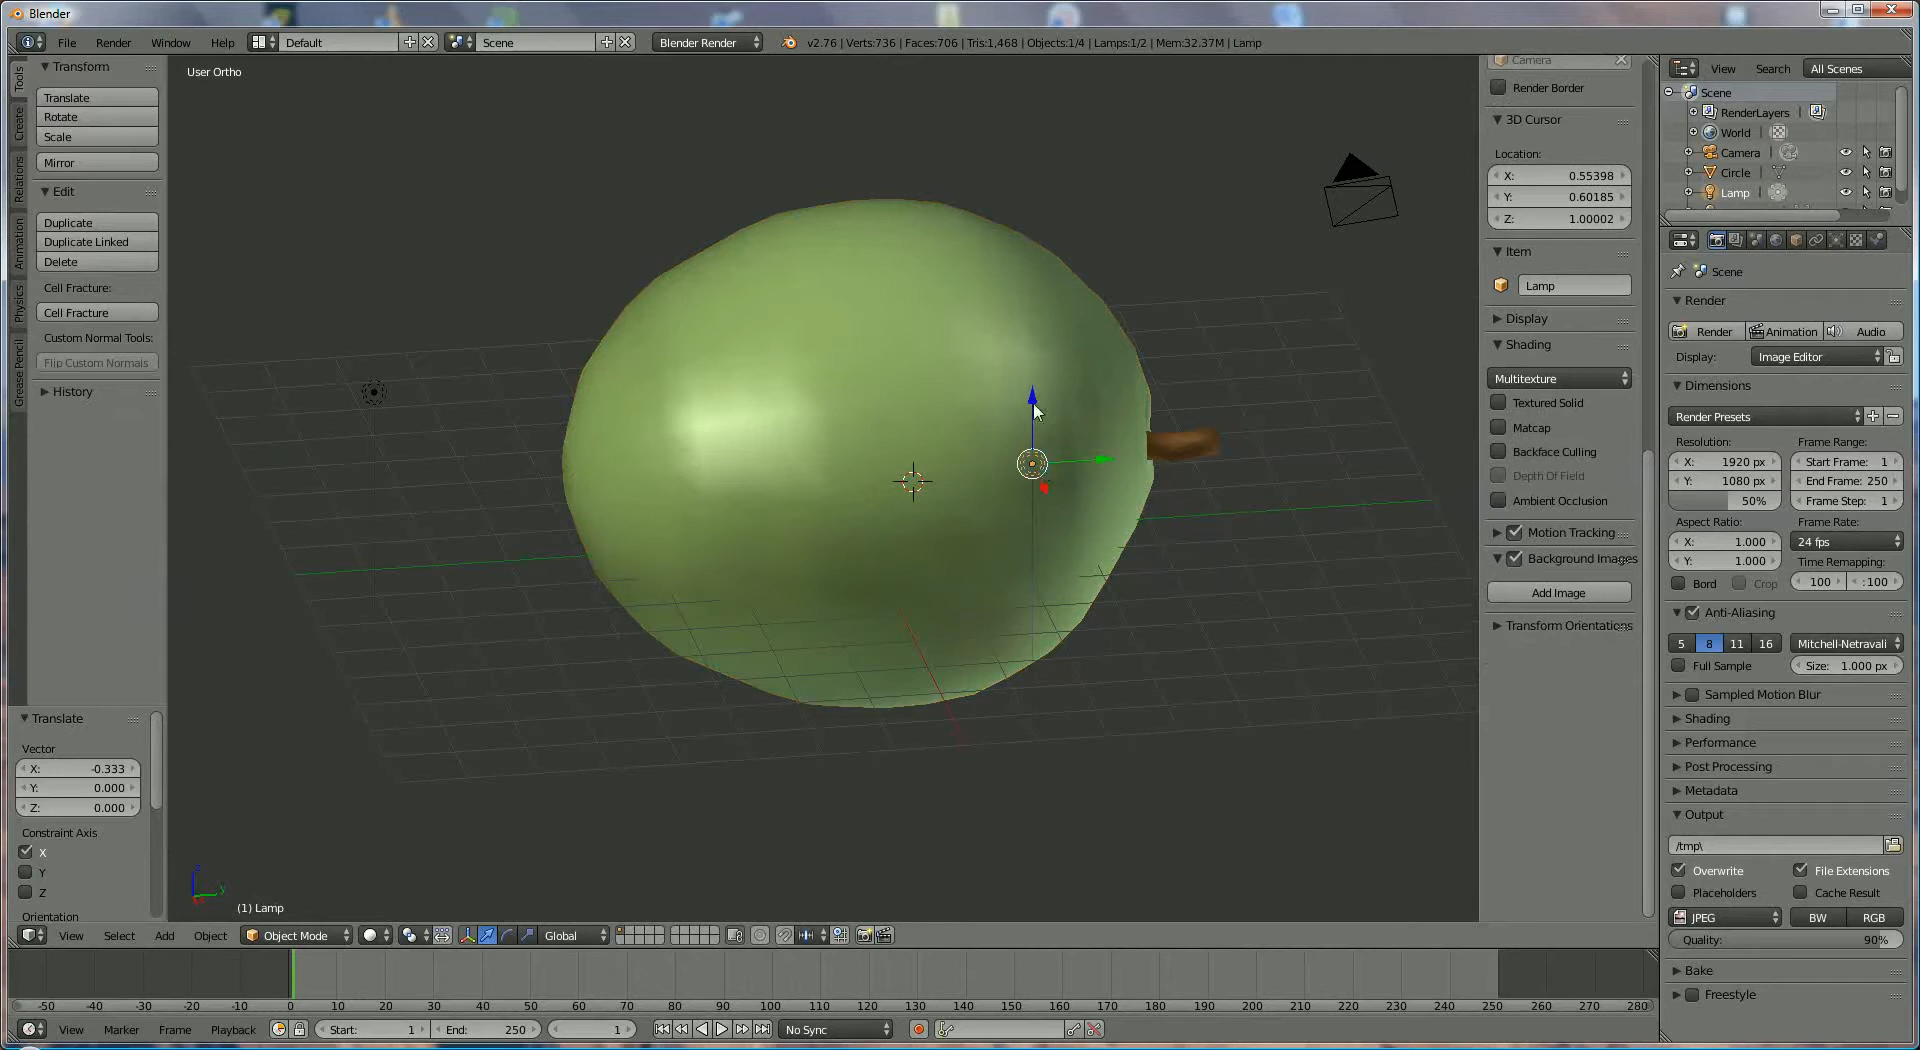 Blender
File Render Window Help Default Scene Blender Render v2.76 | Verts:736 | Faces:706 | Tris:1,468 | Objects:1/4 | Lamps:1/2 | Mem:32.37M | Lamp
Tools
Create
Relations
Animation
Physics
Grease Pencil
Transform
Translate
Rotate
Scale
Mirror
Edit
Duplicate
Duplicate Linked
Delete
Cell Fracture:
Cell Fracture
Custom Normal Tools:
Flip Custom Normals
History
Translate
Vector
X: -0.333
Y: 0.000
Z: 0.000
Constraint Axis
X
Y
Z
Orientation
User Ortho
z
y
(1) Lamp
Camera
Render Border
3D Cursor
Location:
X: 0.55398
Y: 0.60185
Z: 1.00002
Item
Lamp
Display
Shading
Multitexture
Textured Solid
Matcap
Backface Culling
Depth Of Field
Ambient Occlusion
Motion Tracking
Background Images
Add Image
Transform Orientations
View Search All Scenes
Scene
RenderLayers
World
Camera
Circle
Lamp
Scene
Render
Render Animation Audio
Display: Image Editor
Dimensions
Render Presets
Resolution: Frame Range:
X: 1920 px Start Frame: 1
Y: 1080 px End Frame: 250
50% Frame Step: 1
Aspect Ratio: Frame Rate:
X: 1.000 24 fps
Y: 1.000 Time Remapping:
Bord Crop 100 :100
Anti-Aliasing
5 8 11 16 Mitchell-Netravali
Full Sample Size: 1.000 px
Sampled Motion Blur
Shading
Performance
Post Processing
Metadata
Output
/tmp\
Overwrite File Extensions
Placeholders Cache Result
JPEG BW RGB
Quality: 90%
Bake
Freestyle
View Select Add Object Object Mode Global
-50 -40 -30 -20 -10 0 10 20 30 40 50 60 70 80 90 100 110 120 130 140 150 160 170 180 190 200 210 220 230 240 250 260 270 280
View Marker Frame Playback Start: 1 End: 250 1 No Sync